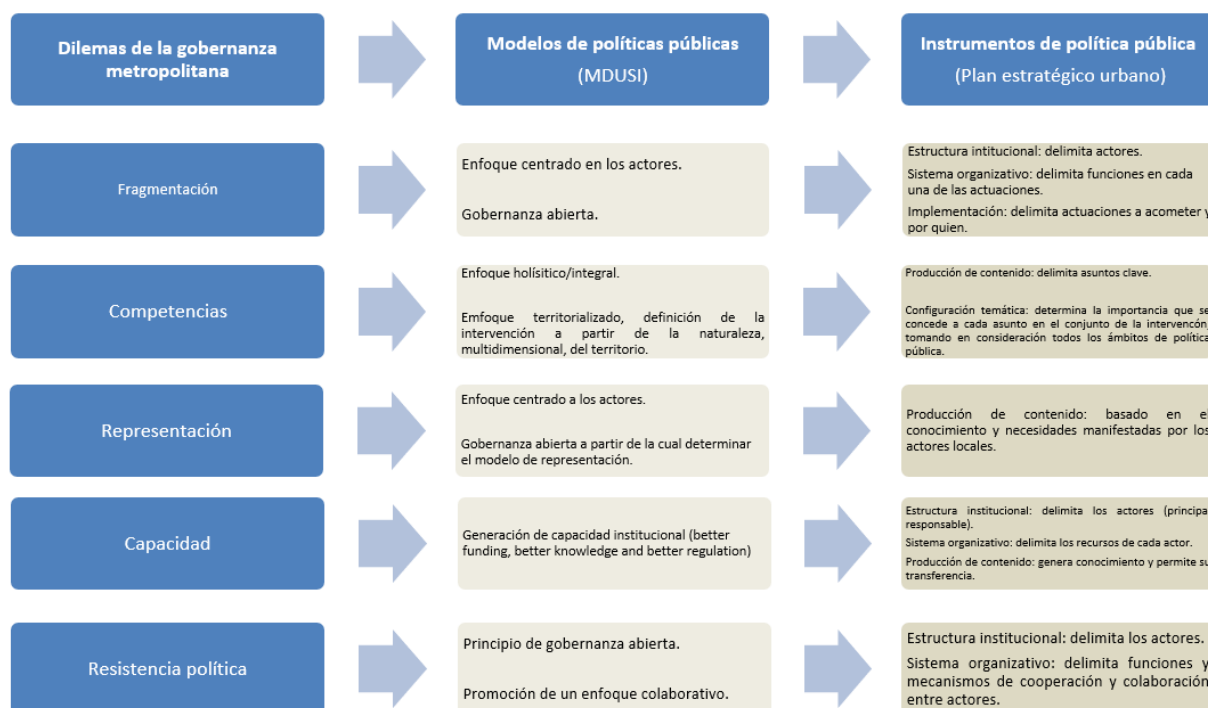 Dilemas de la gobernanza
metropolitana
Modelos de políticas públicas
(MDUSI)
Instrumentos de política pública
(Plan estratégico urbano)
Fragmentación
Enfoque centrado en los actores.
Gobernanza abierta.
Estructura intitucional: delimita actores.
Sistema organizativo: delimita funciones en cada
una de las actuaciones.
Implementación: delimita actuaciones a acometer y
por quien.
Competencias
Enfoque holísitico/integral.
Emfoque territorializado, definición de la
intervención a partir de la naturaleza,
multidimensional, del territorio.
Producción de contenido: delimita asuntos clave.
Configuración temática: determina la importancia que se
concede a cada asunto en el conjunto de la intervencón,
tomando en consideración todos los ámbitos de política
pública.
Representación
Enfoque centrado a los actores.
Gobernanza abierta a partir de la cual determinar
el modelo de representación.
Producción de contenido: basado en el
conocimiento y necesidades manifestadas por los
actores locales.
Capacidad
Generación de capacidad institucional (better
funding, better knowledge and better regulation)
Estructura institucional: delimita los actores (principa
responsable).
Sistema organizativo: delimita los recursos de cada actor.
Producción de contenido: genera conocimiento y permite su
transferencia.
Resistencia política
Principio de gobernanza abierta.
Promoción de un enfoque colaborativo.
Estructura institucional: delimita los actores.
Sistema organizativo: delimita funciones y
mecanismos de cooperación y colaboración
entre actores.